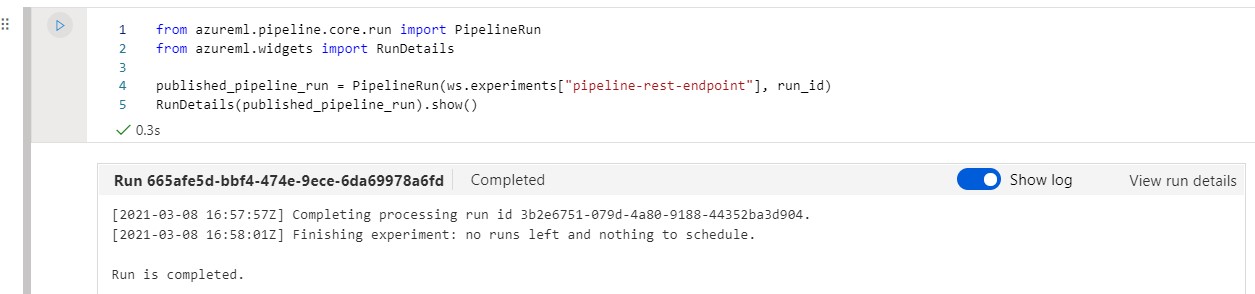 1 from azureml.pipeline.core.run import PipelineRun
2 from azureml.widgets import RunDetails
3
4 published_pipeline_run = PipelineRun(ws.experiments["pipeline-rest-endpoint"], run_id)
5 RunDetails(published_pipeline_run).show()
0.3s
Run 665afe5d-bbf4-474e-9ece-6da69978a6fd Completed Show log View run details
[2021-03-08 16:57:57Z] Completing processing run id 3b2e6751-079d-4a80-9188-44352ba3d904.
[2021-03-08 16:58:01Z] Finishing experiment: no runs left and nothing to schedule.
Run is completed.